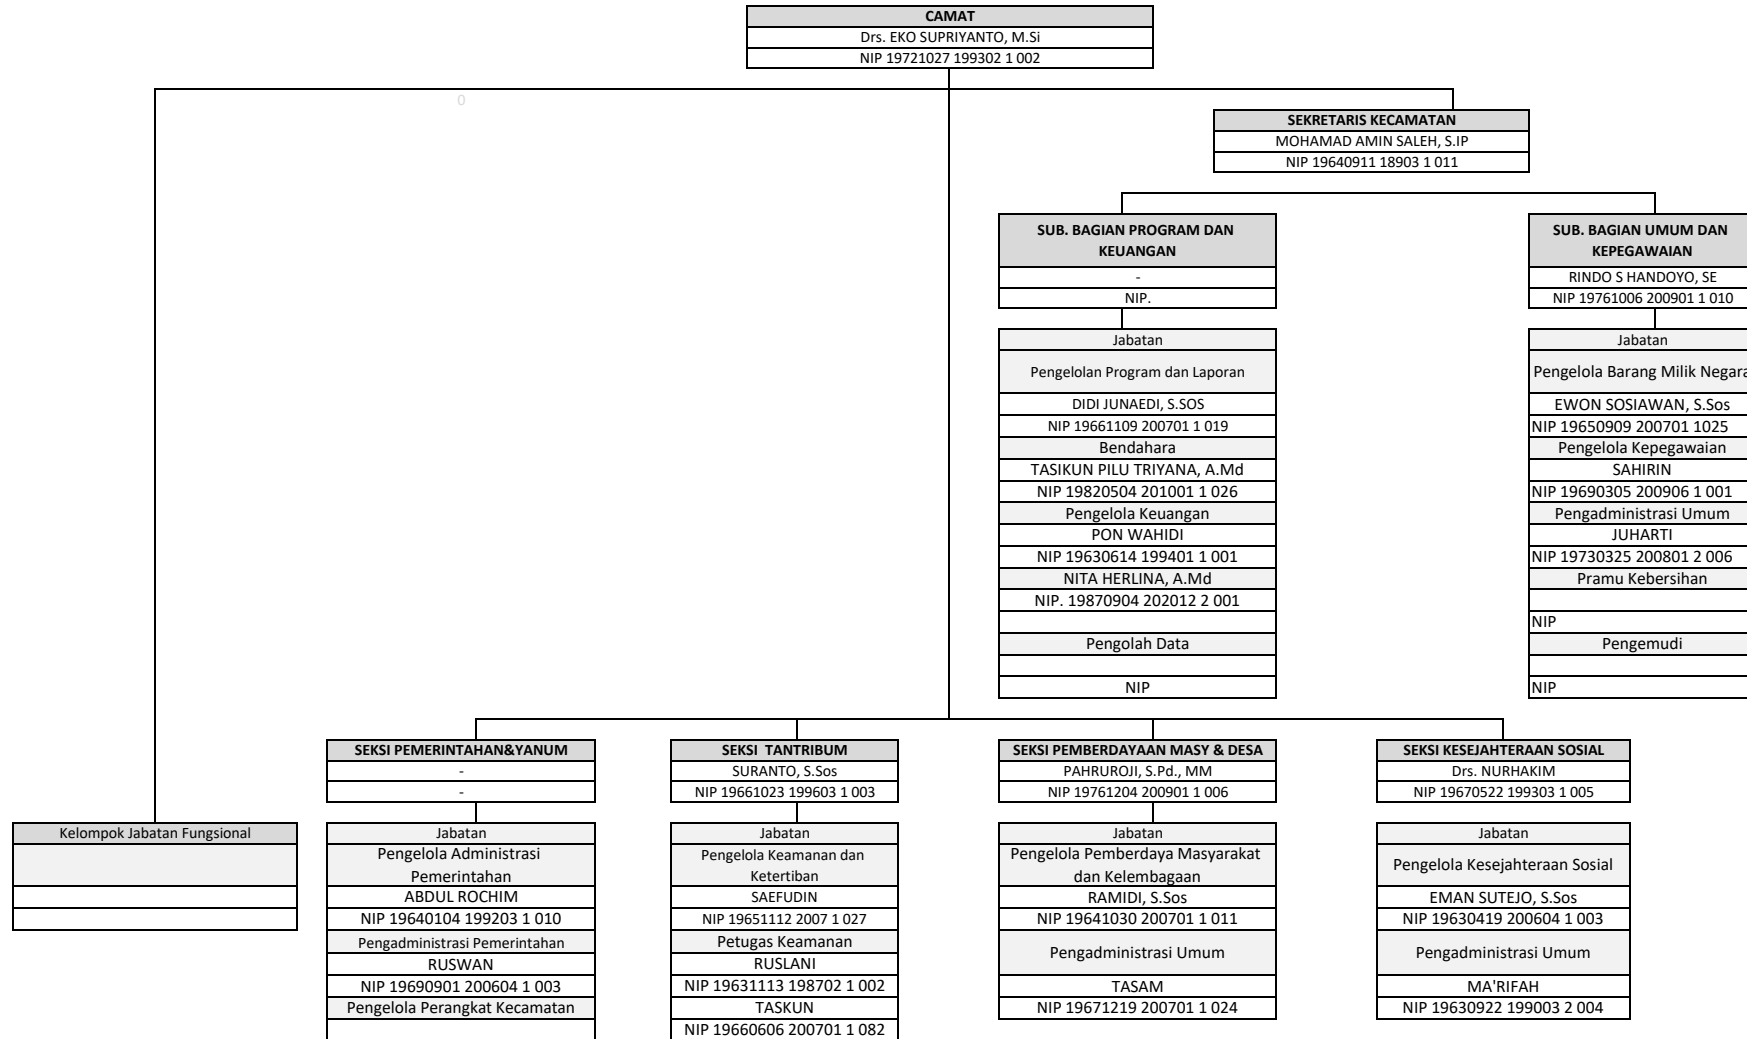 CAMAT
Drs. EKO SUPRIYANTO, M.Si
NIP 19721027 199302 1 002
0
SEKRETARIS KECAMATAN
MOHAMAD AMIN SALEH, S.IP
NIP 19640911 18903 1 011
SUB. BAGIAN PROGRAM DAN
KEUANGAN
-
NIP.
Jabatan
Pengelolan Program dan Laporan
DIDI JUNAEDI, S.SOS
NIP 19661109 200701 1 019
Bendahara
TASIKUN PILU TRIYANA, A.Md
NIP 19820504 201001 1 026
Pengelola Keuangan
PON WAHIDI
NIP 19630614 199401 1 001
NITA HERLINA, A.Md
NIP. 19870904 202012 2 001
Pengolah Data
NIP
SUB. BAGIAN UMUM DAN
KEPEGAWAIAN
RINDO S HANDOYO, SE
NIP 19761006 200901 1 010
Jabatan
Pengelola Barang Milik Negara
EWON SOSIAWAN, S.Sos
NIP 19650909 200701 1025
Pengelola Kepegawaian
SAHIRIN
NIP 19690305 200906 1 001
Pengadministrasi Umum
JUHARTI
NIP 19730325 200801 2 006
Pramu Kebersihan
NIP
Pengemudi
NIP
Kelompok Jabatan Fungsional
SEKSI PEMERINTAHAN&YANUM
-
-
Jabatan
Pengelola Administrasi
Pemerintahan
ABDUL ROCHIM
NIP 19640104 199203 1 010
Pengadministrasi Pemerintahan
RUSWAN
NIP 19690901 200604 1 003
Pengelola Perangkat Kecamatan
SEKSI  TANTRIBUM
SURANTO, S.Sos
NIP 19661023 199603 1 003
Jabatan
Pengelola Keamanan dan
Ketertiban
SAEFUDIN
NIP 19651112 2007 1 027
Petugas Keamanan
RUSLANI
NIP 19631113 198702 1 002
TASKUN
NIP 19660606 200701 1 082
SEKSI PEMBERDAYAAN MASY & DESA
PAHRUROJI, S.Pd., MM
NIP 19761204 200901 1 006
Jabatan
Pengelola Pemberdaya Masyarakat
dan Kelembagaan
RAMIDI, S.Sos
NIP 19641030 200701 1 011
Pengadministrasi Umum
TASAM
NIP 19671219 200701 1 024
SEKSI KESEJAHTERAAN SOSIAL
Drs. NURHAKIM
NIP 19670522 199303 1 005
Jabatan
Pengelola Kesejahteraan Sosial
EMAN SUTEJO, S.Sos
NIP 19630419 200604 1 003
Pengadministrasi Umum
MA'RIFAH
NIP 19630922 199003 2 004